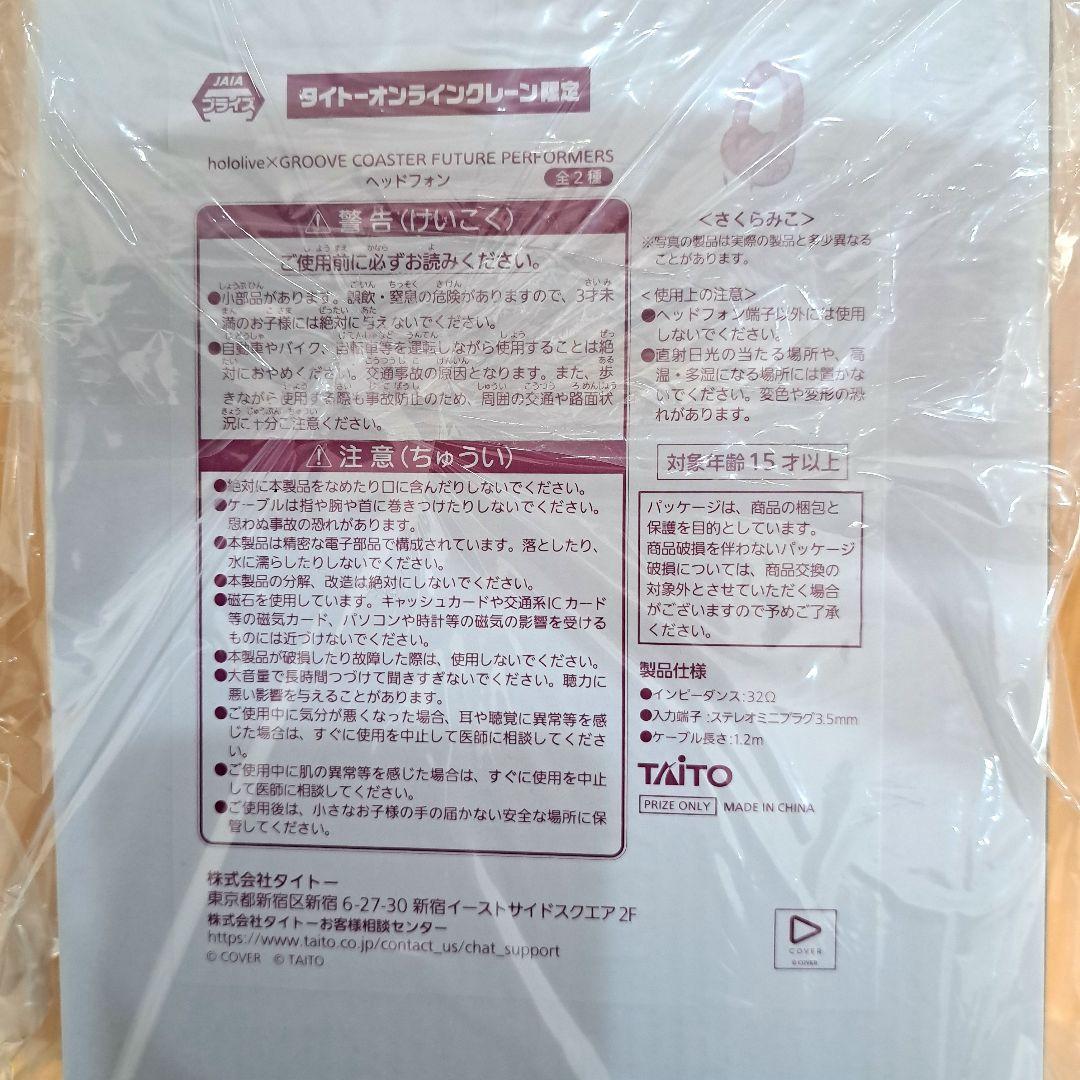 JAIA
プライズ
タイトーオンラインクレーン限定
hololive×GROOVE COASTER FUTURE PERFORMERS
ヘッドフォン 全2種
⚠警告(けいこく)
ご使用前に必ずお読みください。
●小部品があります。誤飲・窒息の危険がありますので、3才未
満のお子様には絶対に与えないでください。
●自動車やバイク、自転車等を運転しながら使用することは絶
対におやめください。交通事故の原因となります。また、歩
きながら使用する際も事故防止のため、周囲の交通や路面状
況に十分ご注意ください。
⚠注意(ちゅうい)
●絶対に本製品をなめたり口に含んだりしないでください。
●ケーブルは指や腕や首に巻きつけたりしないでください。
思わぬ事故の恐れがあります。
●本製品は精密な電子部品で構成されています。落としたり、
水に濡らしたりしないでください。
●本製品の分解、改造は絶対にしないでください。
●磁石を使用しています。キャッシュカードや交通系ICカード
等の磁気カード、パソコンや時計等の磁気の影響を受ける
ものには近づけないでください。
●本製品が破損したり故障した際は、使用しないでください。
●大音量で長時間つづけて聞きすぎないでください。聴力に
悪い影響を与えることがあります。
●ご使用中に気分が悪くなった場合、耳や聴覚に異常等を感
じた場合は、すぐに使用を中止して医師に相談してくださ
い。
●ご使用中に肌の異常等を感じた場合は、すぐに使用を中止
して医師に相談してください。
●ご使用後は、小さなお子様の手の届かない安全な場所に保
管してください。
<さくらみこ>
※写真の製品は実際の製品と多少異なる
ことがあります。
<使用上の注意>
●ヘッドフォン端子以外には使用
しないでください。
●直射日光の当たる場所や、高
温・多湿になる場所には置かな
いでください。変色や変形の恐
れがあります。
対象年齢15才以上
パッケージは、商品の梱包と
保護を目的としています。
商品破損を伴わないパッケージ
破損については、商品交換の
対象外とさせていただく場合
がございますので予めご了承
ください。
製品仕様
●インピーダンス:32Ω
●入力端子:ステレオミニプラグ3.5mm
●ケーブル長さ:1.2m
TAITO
PRIZE ONLY MADE IN CHINA
株式会社タイトー
東京都新宿区新宿6-27-30 新宿イーストサイドスクエア2F
株式会社タイトーお客様相談センター
https://www.taito.co.jp/contact_us/chat_support
© COVER © TAITO
COVER
© COVER